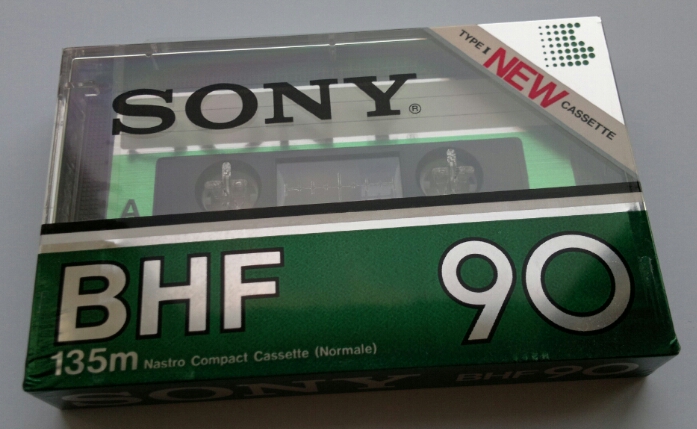 TYPE I
NEW
CASSETTE
SONY®
A
BHF 90
135m Nastro Compact Cassette (Normale)
SONY BHF90